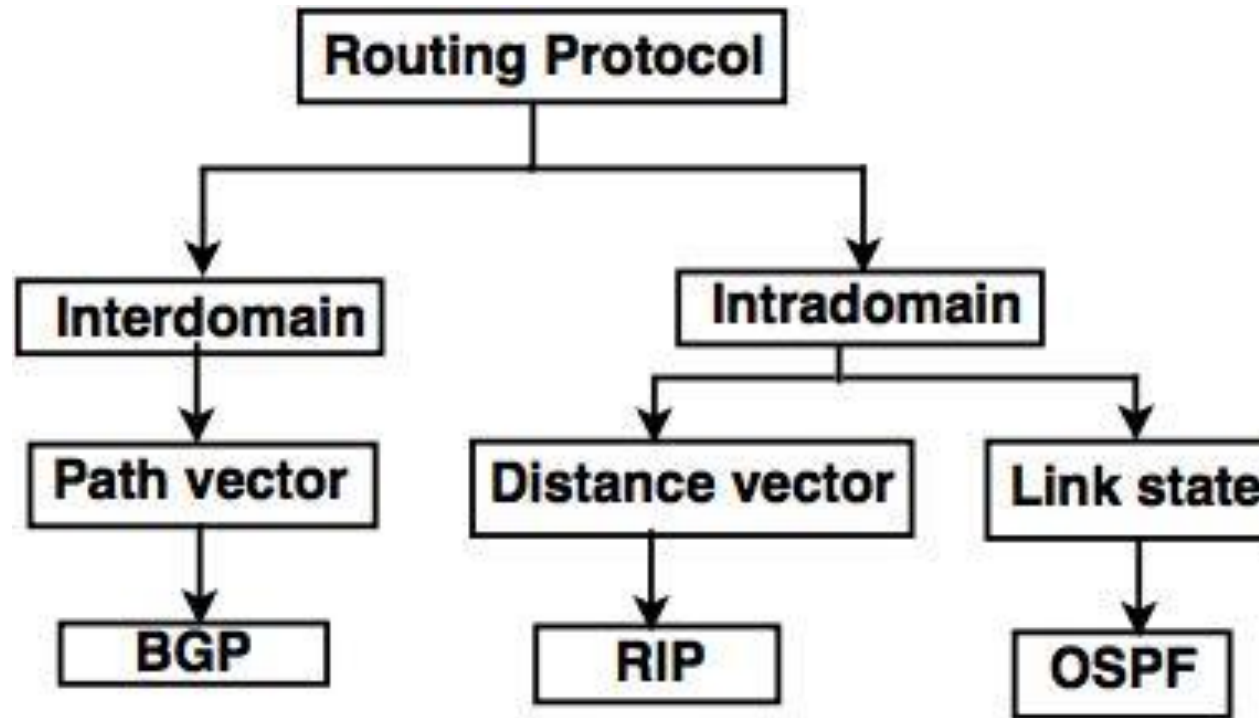 Routing Protocol
Interdomain
Intradomain
Path vector
Distance vector
Link state
BGP
RIP
OSPF